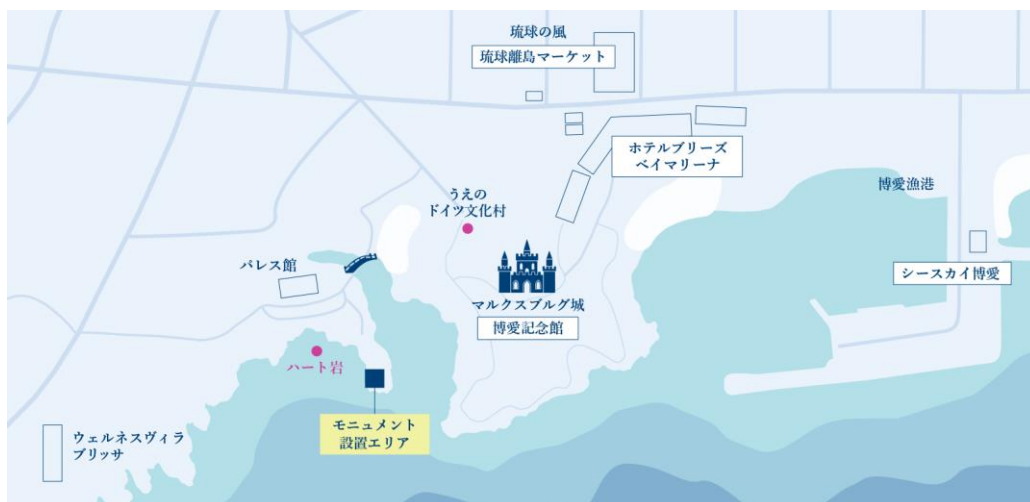 琉球の風
琉球離島マーケット
ホテルブリーズ
ベイマリーナ
博愛漁港
うえの
ドイツ文化村
パレス館
シースカイ博愛
マルクスブルグ城
博愛記念館
ハート岩
モニュメント
設置エリア
ウェルネスヴィラ
ブリッサ